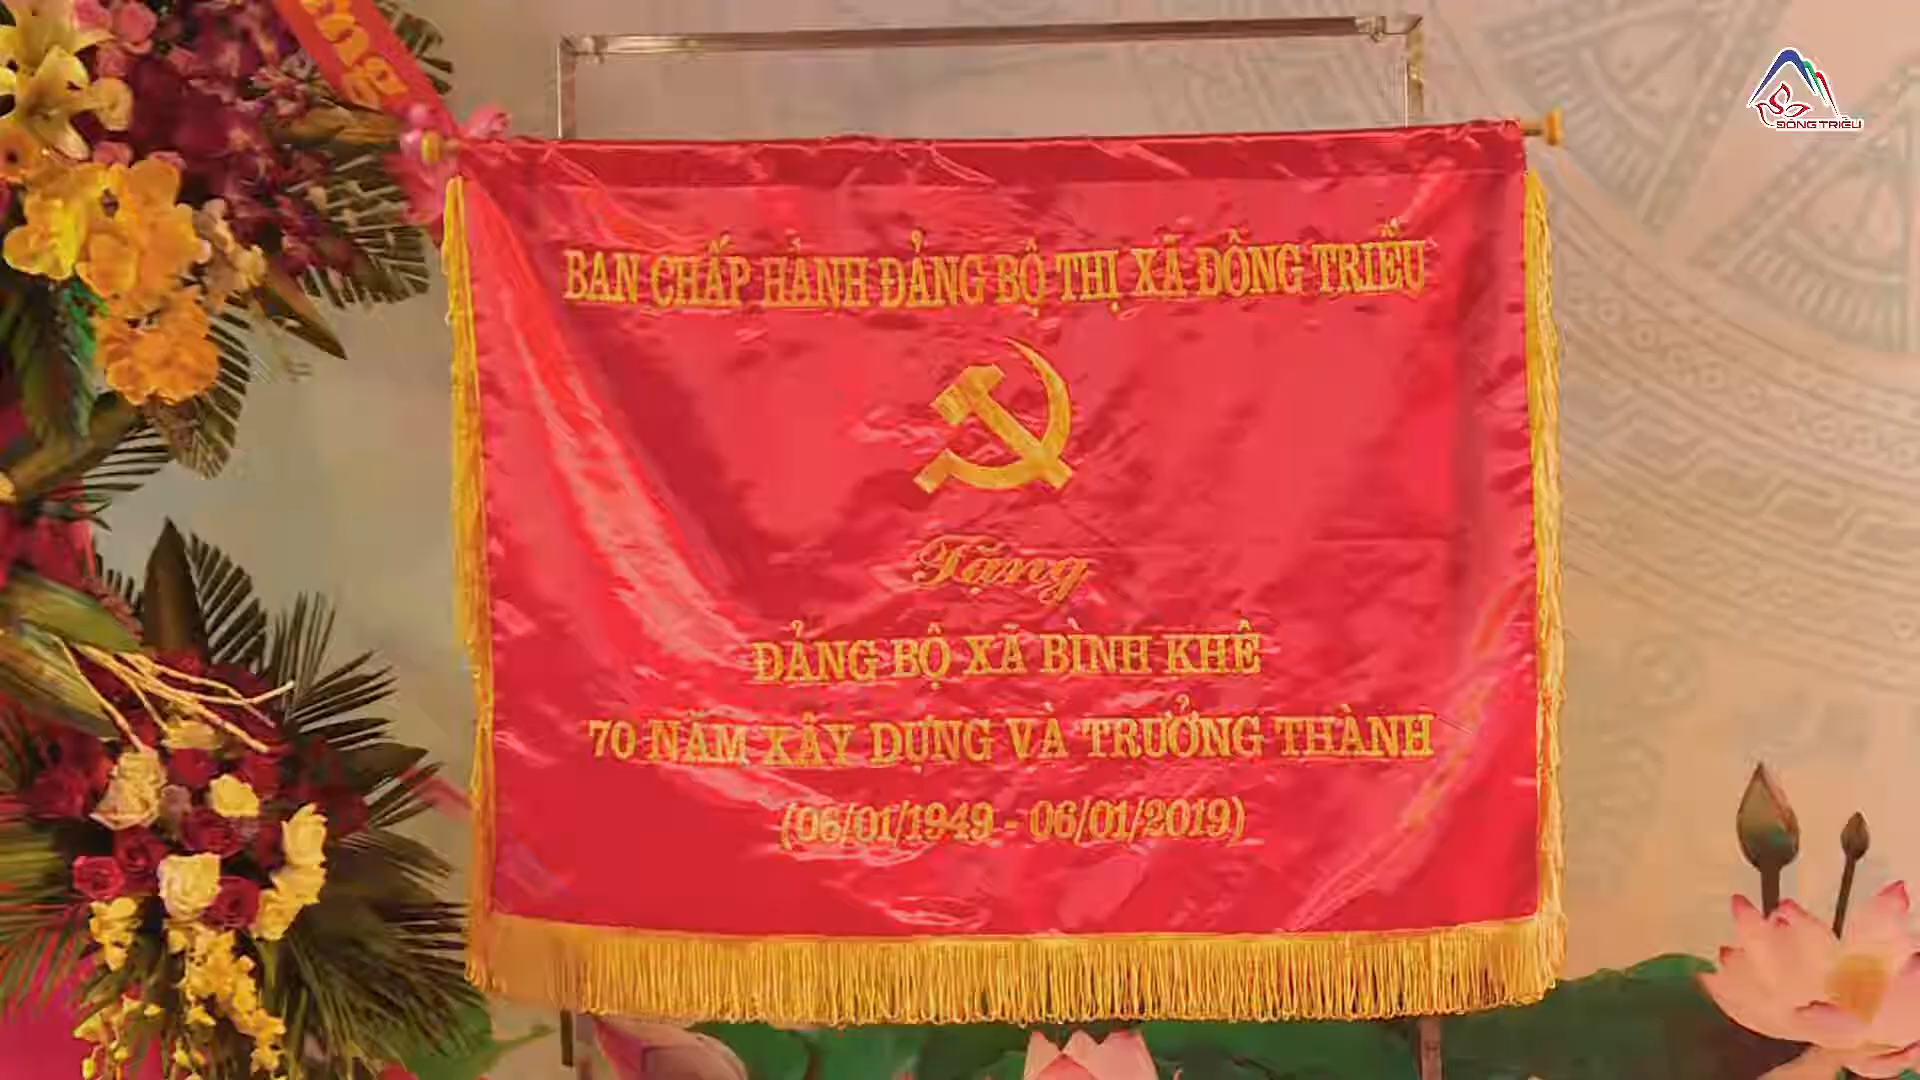 ĐÔNG TRIỀU
BAN CHẤP HÀNH ĐẢNG BỘ THỊ XÃ ĐÔNG TRIỀU
Tặng
ĐẢNG BỘ XÃ BÌNH KHÊ
70 NĂM XÂY DỰNG VÀ TRƯỞNG THÀNH
(06/01/1949 - 06/01/2019)